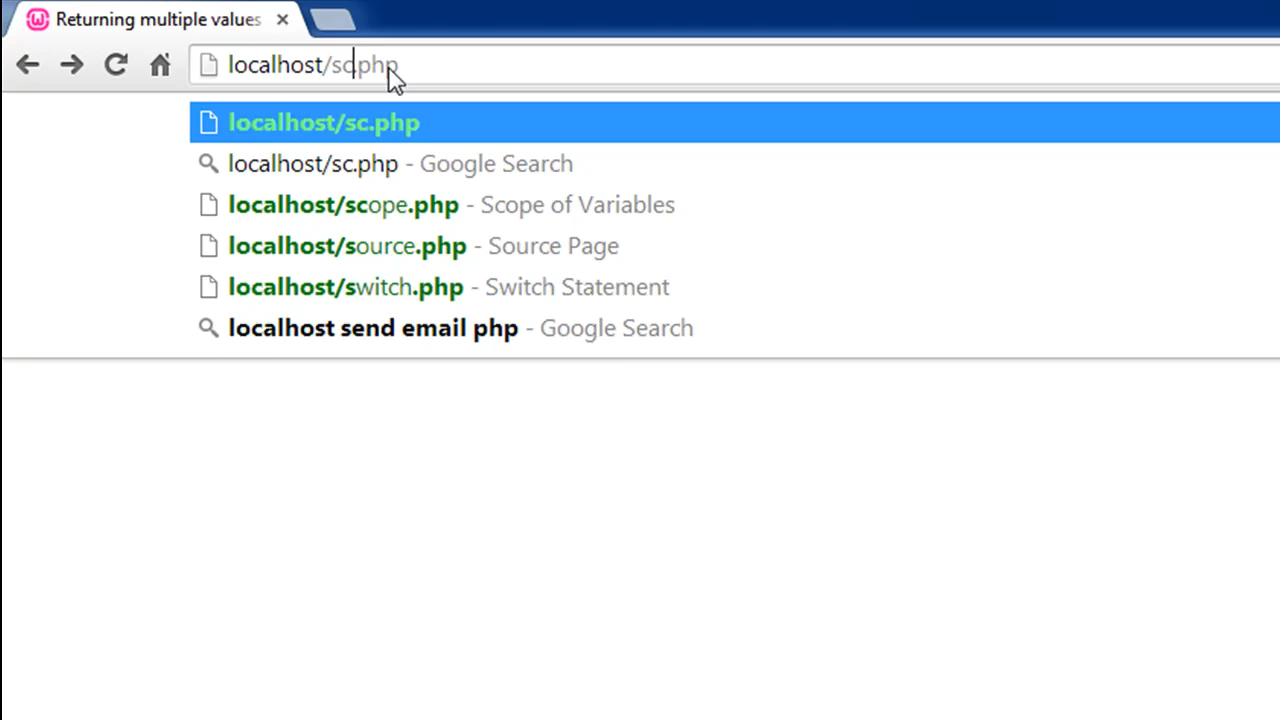 Returning multiple values
localhost/sc.php
localhost/sc.php
localhost/sc.php - Google Search
localhost/scope.php - Scope of Variables
localhost/source.php - Source Page
localhost/switch.php - Switch Statement
localhost send email php - Google Search